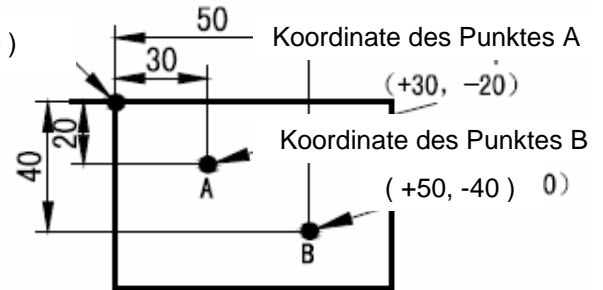 50
Koordinate des Punktes A
)
30
(+30, −20)
20
40
Koordinate des Punktes B
A
( +50, -40 )
0)
B